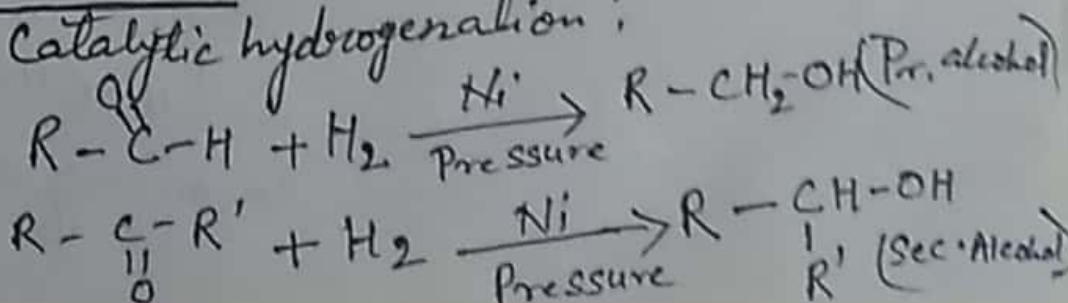 Catalytic hydrogenation :
O
R - C - H + H₂ Ni Pressure → R - CH₂-OH (Pr. alcohol)
||
R - C - R' + H₂ Ni Pressure → R - CH - OH
|| |
O R' (Sec. Alcohol)